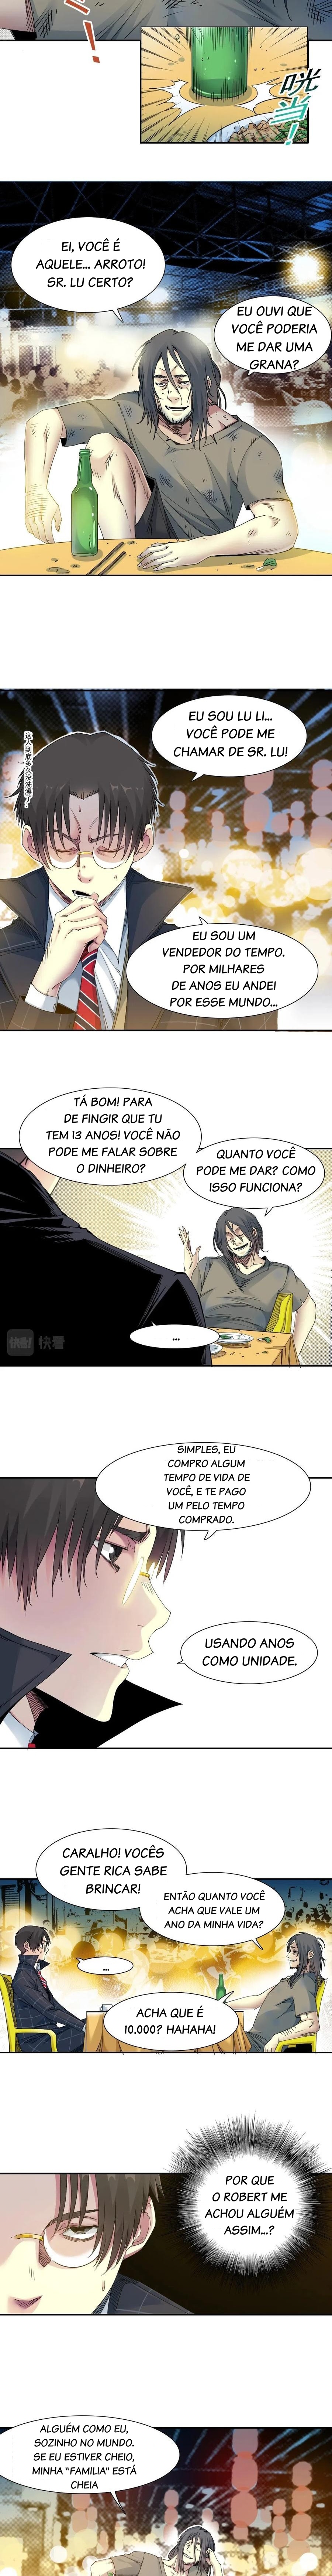 咣
当!
EI, VOCÊ É
AQUELE... ARROTO!
SR. LU CERTO?
EU OUVI QUE
VOCÊ PODERIA
ME DAR UMA
GRANA?
EU SOU LU LI...
VOCÊ PODE ME
CHAMAR DE SR. LU!
EU SOU UM
VENDEDOR DO TEMPO.
POR MILHARES
DE ANOS EU ANDEI
POR ESSE MUNDO...
TÁ BOM! PARA
DE FINGIR QUE TU
TEM 13 ANOS! VOCÊ NÃO
PODE ME FALAR SOBRE
O DINHEIRO?
QUANTO VOCÊ
PODE ME DAR? COMO
ISSO FUNCIONA?
...
快看! 快看
SIMPLES, EU
COMPRO ALGUM
TEMPO DE VIDA DE
VOCÊ, E TE PAGO
UM PELO TEMPO
COMPRADO.
USANDO ANOS
COMO UNIDADE.
CARALHO! VOCÊS
GENTE RICA SABE
BRINCAR!
ENTÃO QUANTO VOCÊ
ACHA QUE VALE UM
ANO DA MINHA VIDA?
...
ACHA QUE É
10.000? HAHAHA!
POR QUE
O ROBERT ME
ACHOU ALGUÉM
ASSIM...?
ALGUÉM COMO EU,
SOZINHO NO MUNDO.
SE EU ESTIVER CHEIO,
MINHA "FAMILIA" ESTÁ
CHEIA